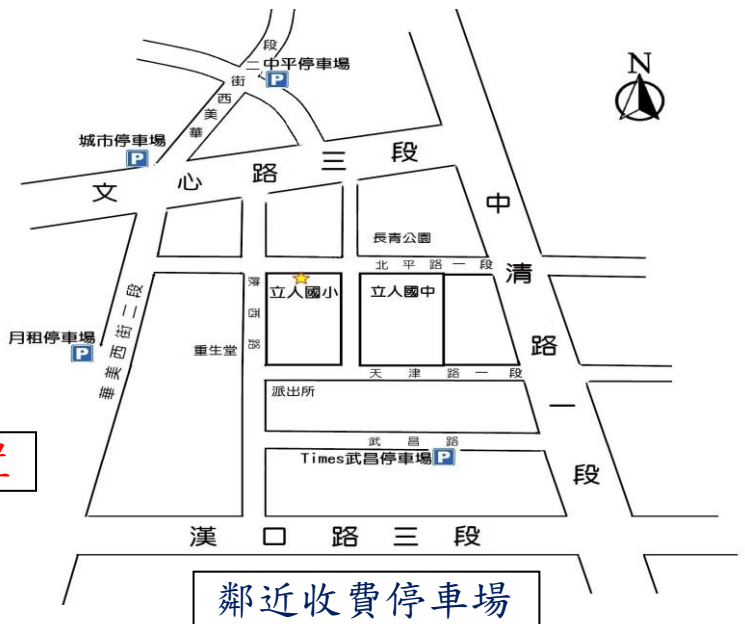 N
段
二
街
西
美
華
中平停車場
P
城市停車場
P
文心路三段
中清路一段
長青公園
北平路一段
陝西路
立人國小
立人國中
月租停車場
P
華美西街二段
重生堂
天津路一段
派出所
武昌路
Times武昌停車場 P
漢口路三段
鄰近收費停車場